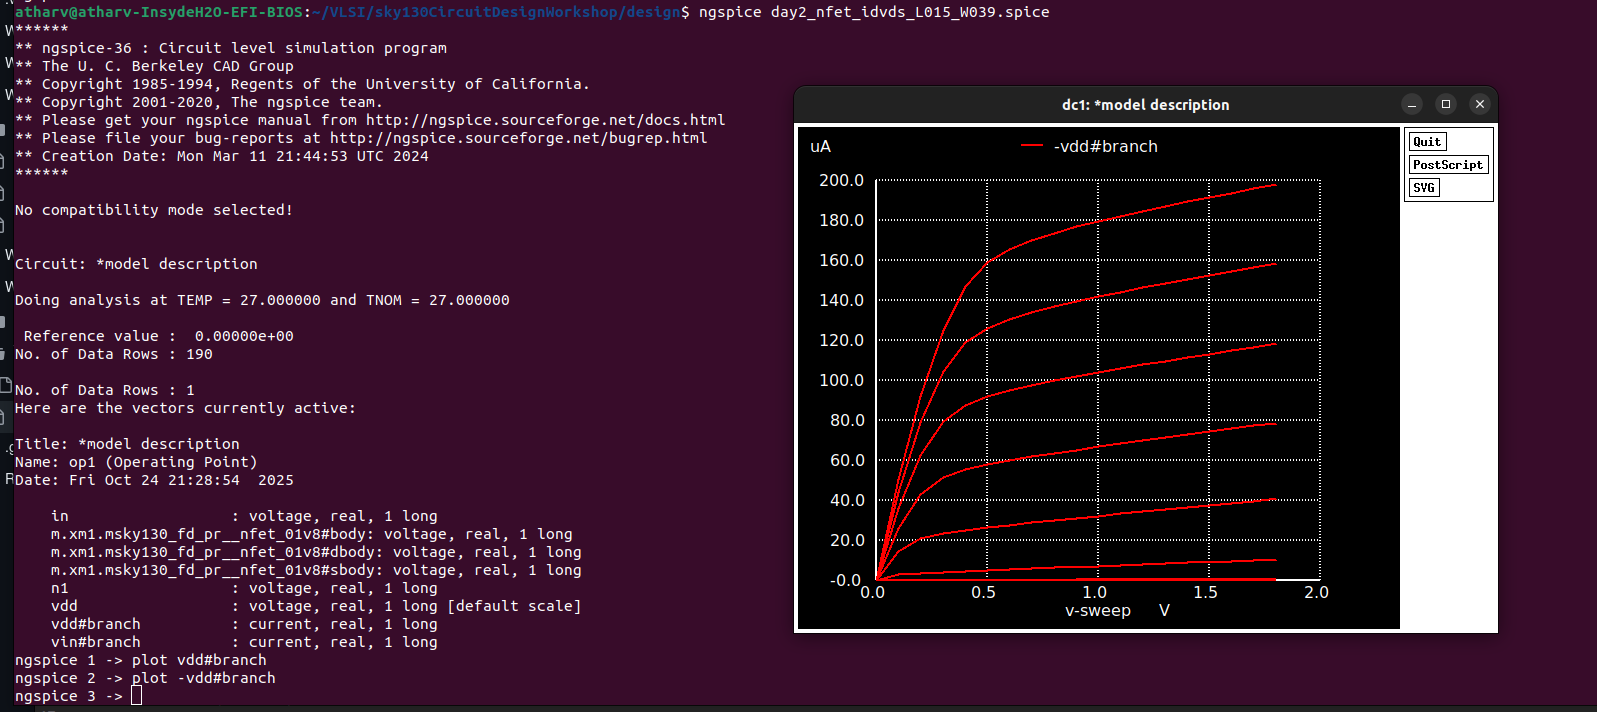 atharv@atharv-InsydeH2O-EFI-BIOS:~/VLSI/sky130CircuitDesignWorkshop/design$ ngspice day2_nfet_idvds_L015_W039.spice
******
** ngspice-36 : Circuit level simulation program
** The U. C. Berkeley CAD Group
** Copyright 1985-1994, Regents of the University of California.
** Copyright 2001-2020, The ngspice team.
** Please get your ngspice manual from http://ngspice.sourceforge.net/docs.html
** Please file your bug-reports at http://ngspice.sourceforge.net/bugrep.html
** Creation Date: Mon Mar 11 21:44:53 UTC 2024
******
No compatibility mode selected!
Circuit: *model description
Doing analysis at TEMP = 27.000000 and TNOM = 27.000000
Reference value :  0.00000e+00
No. of Data Rows : 190
No. of Data Rows : 1
Here are the vectors currently active:
Title: *model description
Name: op1 (Operating Point)
Date: Fri Oct 24 21:28:54  2025
in                  : voltage, real, 1 long
m.xm1.msky130_fd_pr__nfet_01v8#body: voltage, real, 1 long
m.xm1.msky130_fd_pr__nfet_01v8#dbody: voltage, real, 1 long
m.xm1.msky130_fd_pr__nfet_01v8#sbody: voltage, real, 1 long
n1                  : voltage, real, 1 long
vdd                 : voltage, real, 1 long [default scale]
vdd#branch          : current, real, 1 long
vin#branch          : current, real, 1 long
ngspice 1 -> plot vdd#branch
ngspice 2 -> plot -vdd#branch
ngspice 3 ->
dc1: *model description
uA
-vdd#branch
200.0
180.0
160.0
140.0
120.0
100.0
80.0
60.0
40.0
20.0
-0.0
0.0 0.5 1.0 1.5 2.0
v-sweep V
Quit
PostScript
SVG